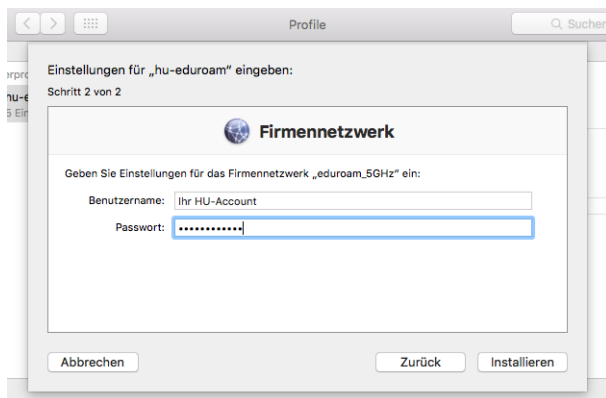 Profile
Suchen
Einstellungen für „hu-eduroam“ eingeben:
Schritt 2 von 2
Firmennetzwerk
Geben Sie Einstellungen für das Firmennetzwerk „eduroam_5GHz“ ein:
Benutzername: Ihr HU-Account
Passwort: ••••••••••••
Abbrechen Zurück Installieren